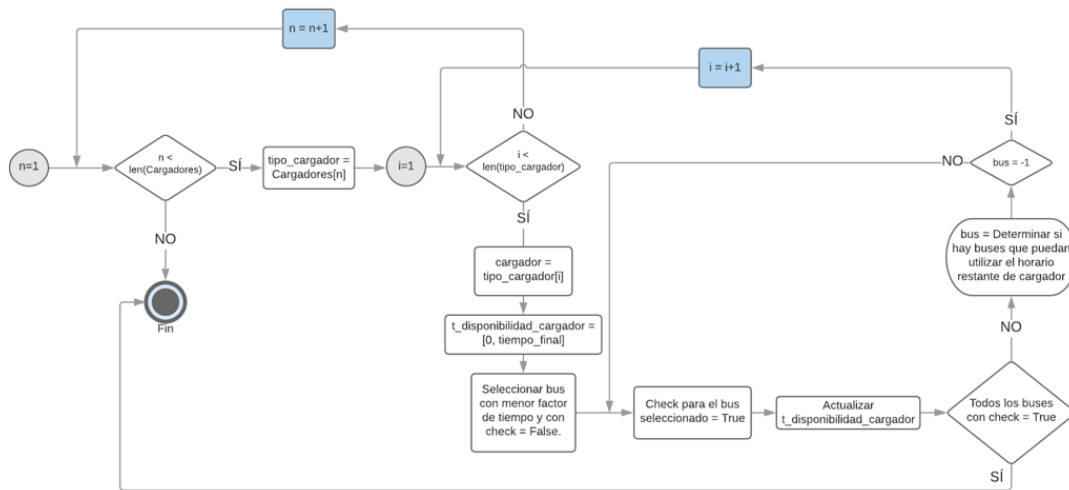 n = n+1
i = i+1
NO
SÍ
n=1
n <
len(Cargadores)
SÍ
tipo_cargador =
Cargadores[n]
i=1
i <
len(tipo_cargador)
NO
bus = -1
NO
SÍ
Fin
cargador =
tipo_cargador[i]
bus = Determinar si
hay buses que puedan
utilizar el horario
restante de cargador
t_disponibilidad_cargador =
[0, tiempo_final]
NO
Seleccionar bus
con menor factor
de tiempo y con
check = False.
Check para el bus
seleccionado = True
Actualizar
t_disponibilidad_cargador
Todos los buses
con check = True
SÍ